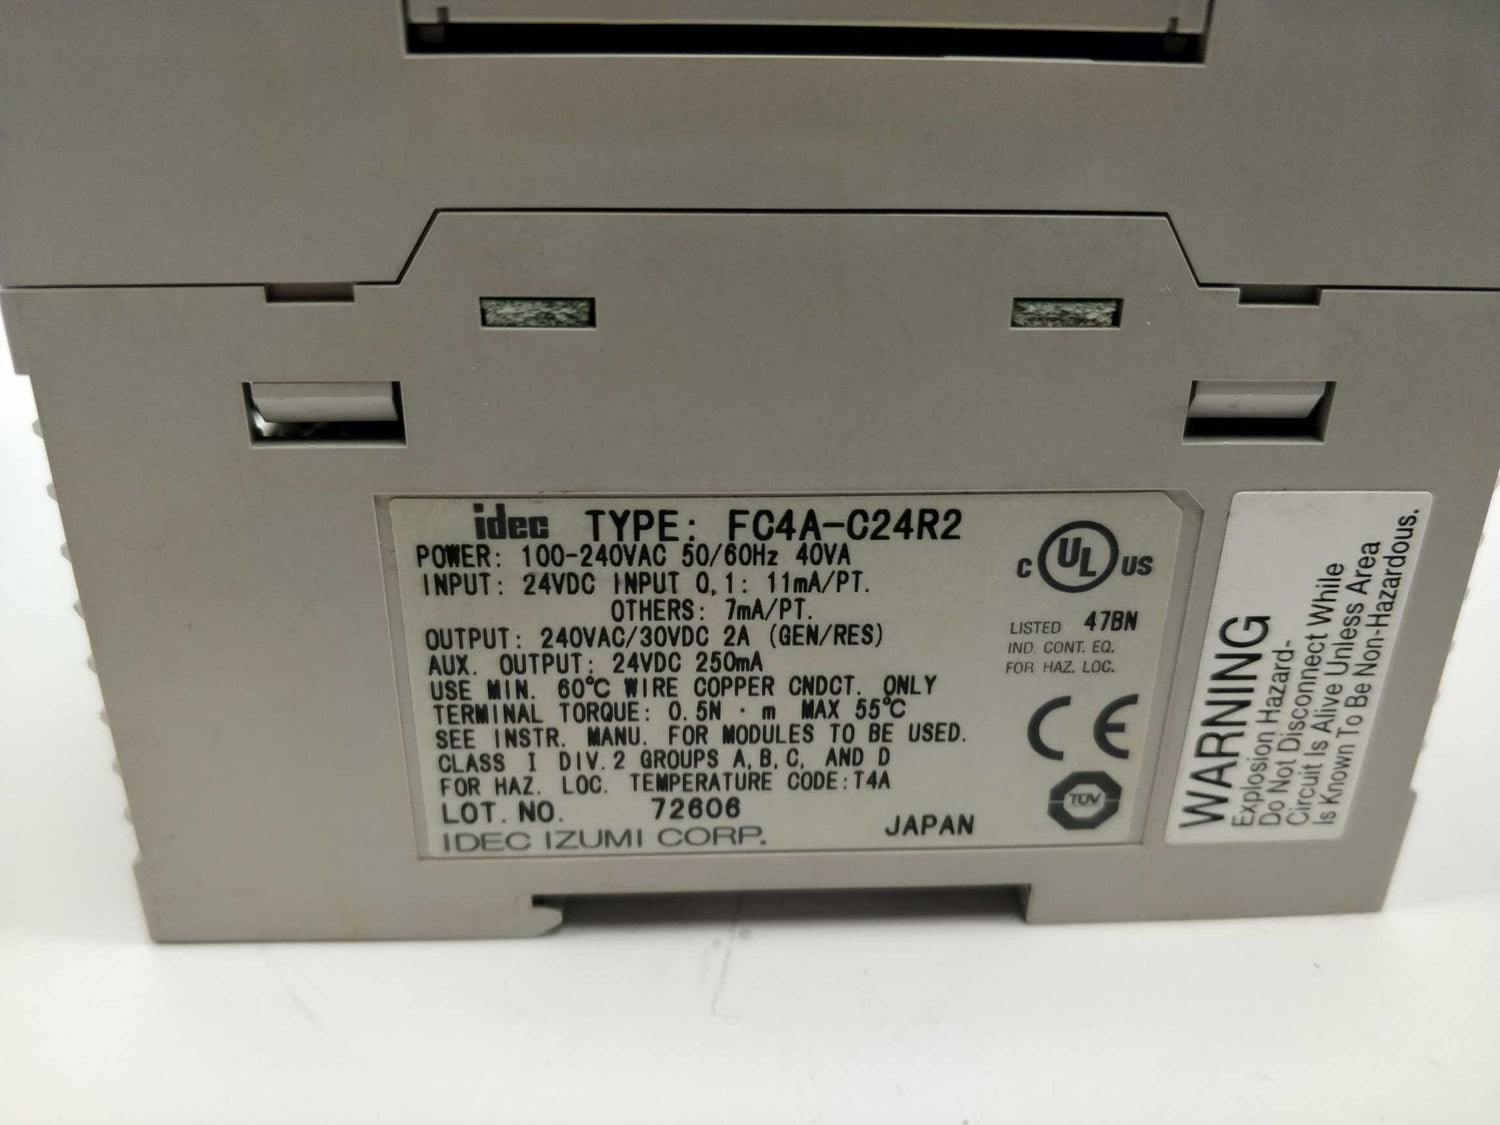 idec TYPE: FC4A-C24R2
POWER: 100-240VAC 50/60Hz 40VA
INPUT: 24VDC INPUT 0,1: 11mA/PT.
OTHERS: 7mA/PT.
OUTPUT: 240VAC/30VDC 2A (GEN/RES)
AUX. OUTPUT: 24VDC 250mA
USE MIN. 60℃ WIRE COPPER CNDCT. ONLY
TERMINAL TORQUE: 0.5N · m MAX 55℃
SEE INSTR. MANU. FOR MODULES TO BE USED.
CLASS I DIV. 2 GROUPS A, B, C, AND D
FOR HAZ. LOC. TEMPERATURE CODE:T4A
LOT. NO. 72606
IDEC IZUMI CORP. JAPAN
C UL US
LISTED 47BN
IND. CONT. EQ.
FOR HAZ. LOC.
CE
TÜV
WARNING
Explosion Hazard-
Do Not Disconnect While
Circuit Is Alive Unless Area
Is Known To Be Non-Hazardous.